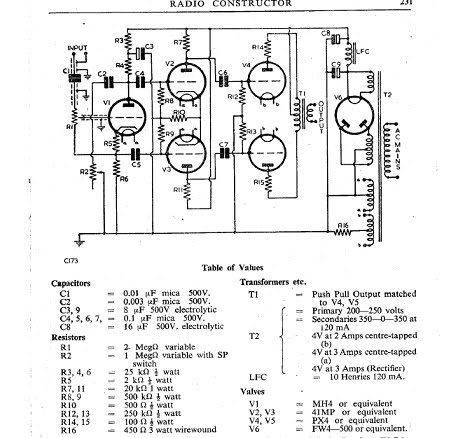 RADIO CONSTRUCTOR 231
INPUT
C1
R1
C2
R2
R3
R4
C3
C4
V1
R5
R6
C5
R7
V2
R8
R9
R10
V3
R11
C6
C7
R12
R13
V4
R14
R15
T1
OUTPUT
C8
LFC
C9
V6
T2
AC MAINS
R16
a
a
a
a
b
b
b
b
C173
Table of Values
Capacitors
C1 = 0.01 µF mica 500V.
C2 = 0.003 µF mica 500V.
C3, 9 = 8 µF 500V electrolytic
C4, 5, 6, 7, = 0.1 µF mica 500V.
C8 = 16 µF 500V. electrolytic
Resistors
R1 = 2 MegΩ variable
R2 = 1 MegΩ variable with SP
switch
R3, 4, 6 = 25 kΩ ½ watt
R5 = 2 kΩ ½ watt
R7, 11 = 20 kΩ 1 watt
R8, 9 = 500 kΩ ½ watt
R10 = 500 Ω ½ watt
R12, 13 = 250 kΩ ½ watt
R14, 15 = 100 Ω ½ watt
R16 = 450 Ω 3 watt wirewound
Transformers etc.
T1 = Push Pull Output matched
to V4, V5
T2 = Primary 200—250 volts
= Secondaries 350—0—350 at
120 mA
4V at 2 Amps centre-tapped
(b)
4V at 3 Amps centre-tapped
(a)
4V at 3 Amps (Rectifier)
LFC = 10 Henries 120 mA.
Valves
V1 = MH4 or equivalent
V2, V3 = 41MP or equivalent
V4, V5 = PX4 or equivalent
V6 = FW4—500 or equivalent.